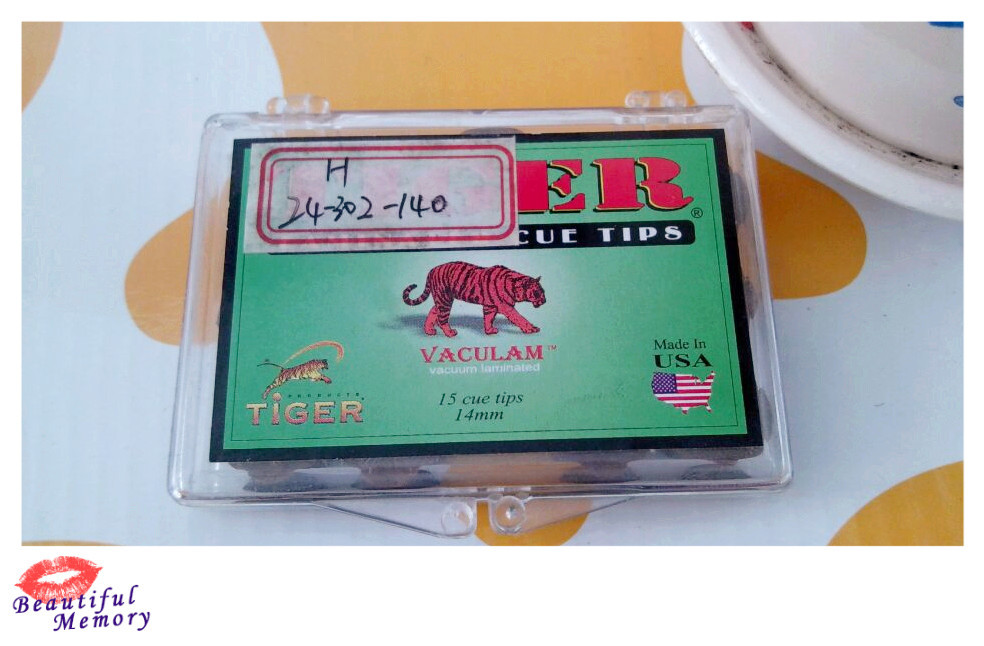 H
24-302-140
ER®
CUE TIPS
VACULAM™
vacuum laminated
PRODUCTS
TiGER
15 cue tips
14mm
Made In
USA
Beautiful
Memory